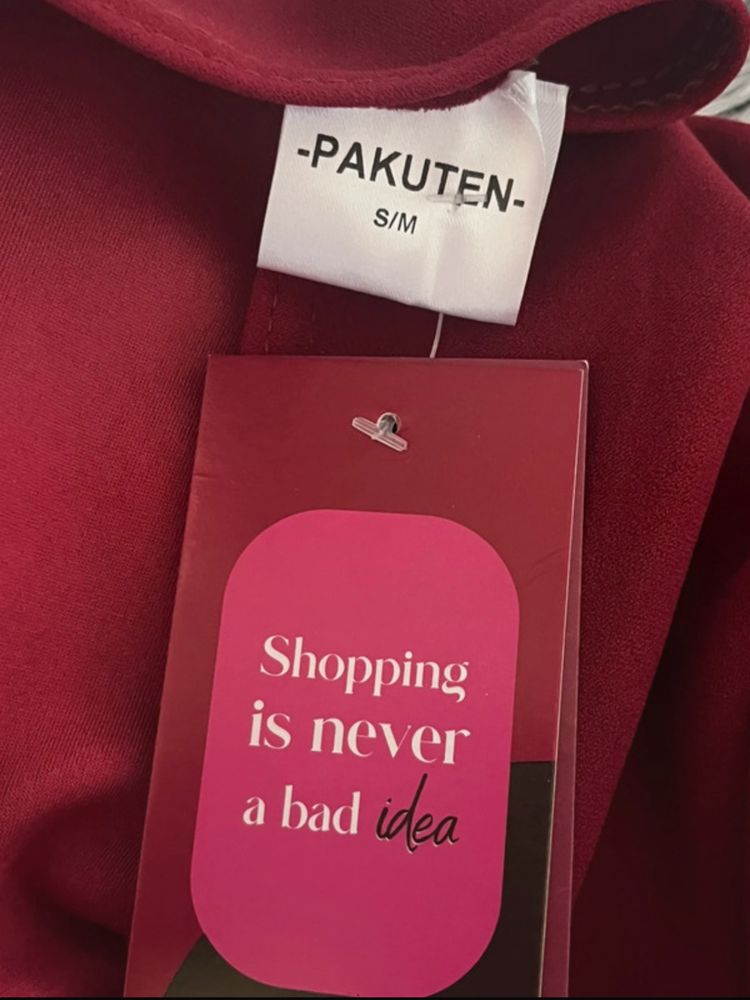 -PAKUTEN-
S/M
Shopping
is never
a bad idea